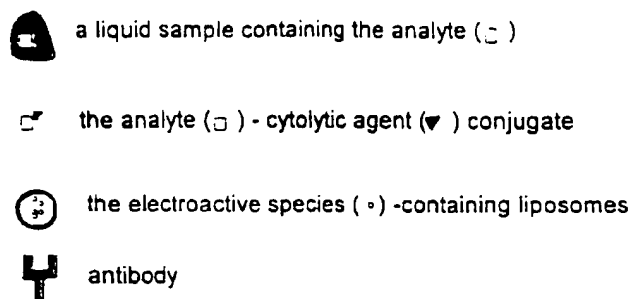 a liquid sample containing the analyte (□ )
the analyte (□ ) - cytolytic agent (▼ ) conjugate
the electroactive species ( ∘ ) -containing liposomes
antibody